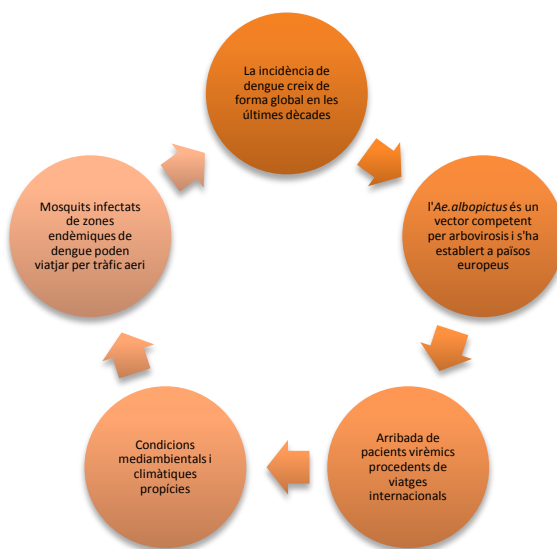 La incidència de
dengue creix de
forma global en les
últimes dècades
l'Ae.albopictus és un
vector competent
per arbovirosis i s'ha
establert a països
europeus
Arribada de
pacients virèmics
procedents de
viatges
internacionals
Condicions
mediambientals i
climàtiques
propícies
Mosquits infectats
de zones
endèmiques de
dengue poden
viatjar per tràfic aeri